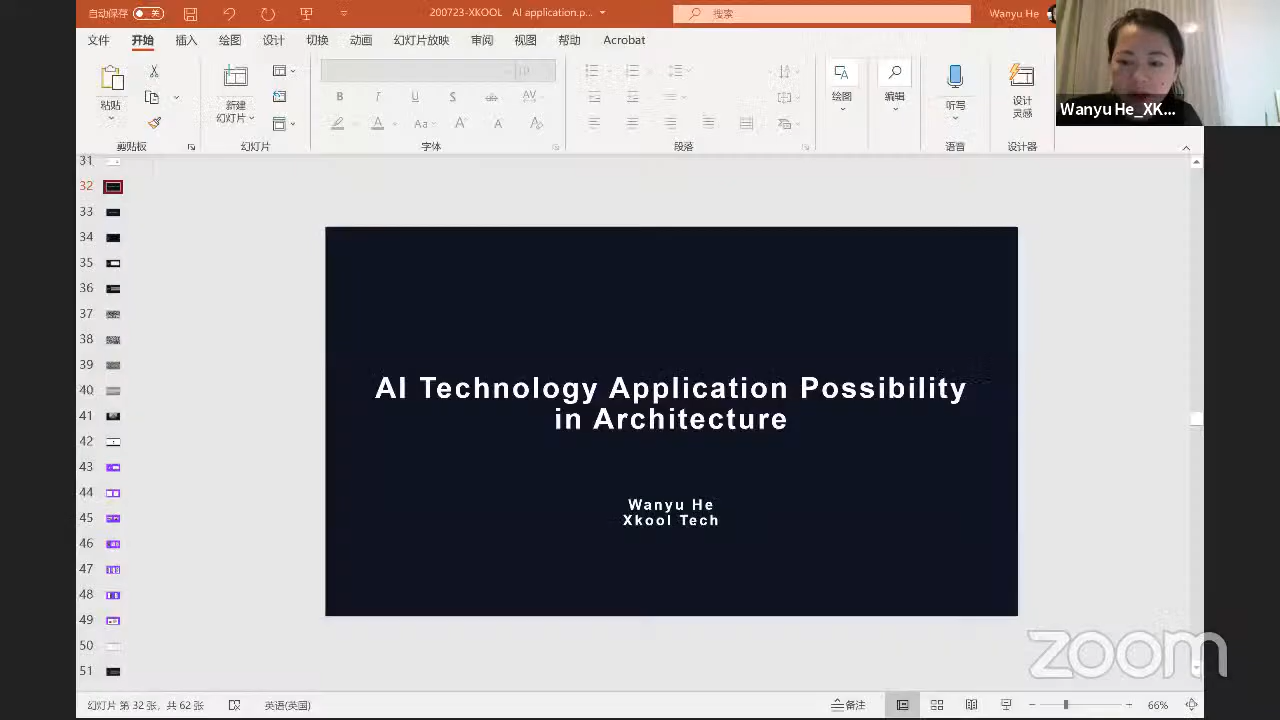 自动保存
关
200723-XKOOL AI application.p...
搜索
Wanyu He
文件 开始 插入 绘图 设计 切换 动画 幻灯片放映 审阅 视图 帮助 Acrobat
粘贴
新建
幻灯片
B I U S AV
A A
绘图
编辑
听写
设计
灵感
剪贴板 幻灯片 字体 段落 语音 设计器
Wanyu He_XK...
31
32
33
34
35
36
37
38
39
40
41
42
43
44
45
46
47
48
49
50
51
AI Technology Application Possibility
in Architecture
Wanyu He
Xkool Tech
zoom
幻灯片 第 32 张，共
英语(英国)
备注
66%